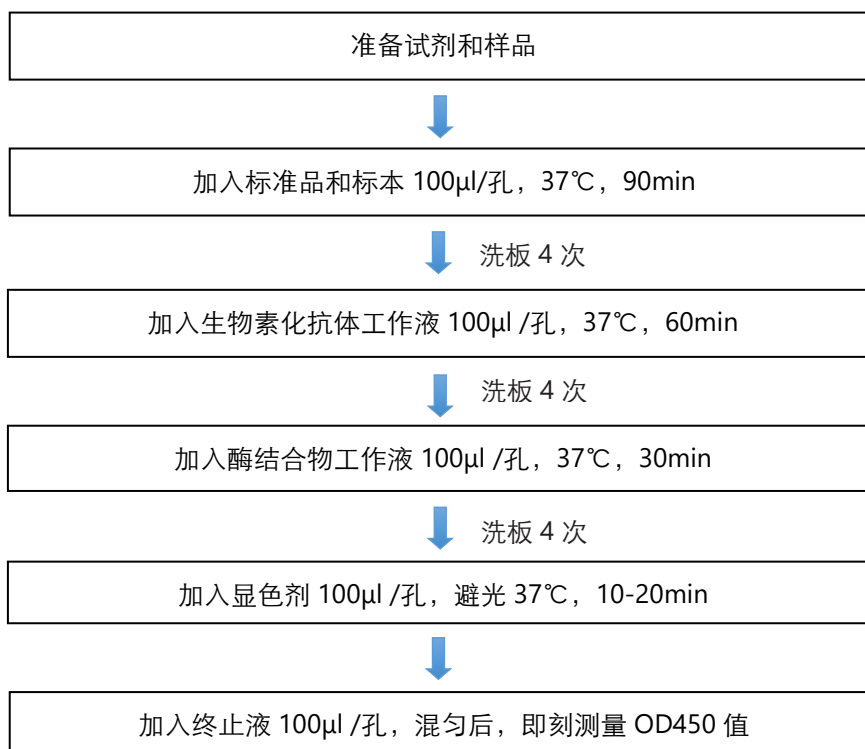 准备试剂和样品
加入标准品和标本 100μl/孔，37℃，90min
洗板 4 次
加入生物素化抗体工作液 100μl /孔，37℃，60min
洗板 4 次
加入酶结合物工作液 100μl /孔，37℃，30min
洗板 4 次
加入显色剂 100μl /孔，避光 37℃，10-20min
加入终止液 100μl /孔，混匀后，即刻测量 OD450 值